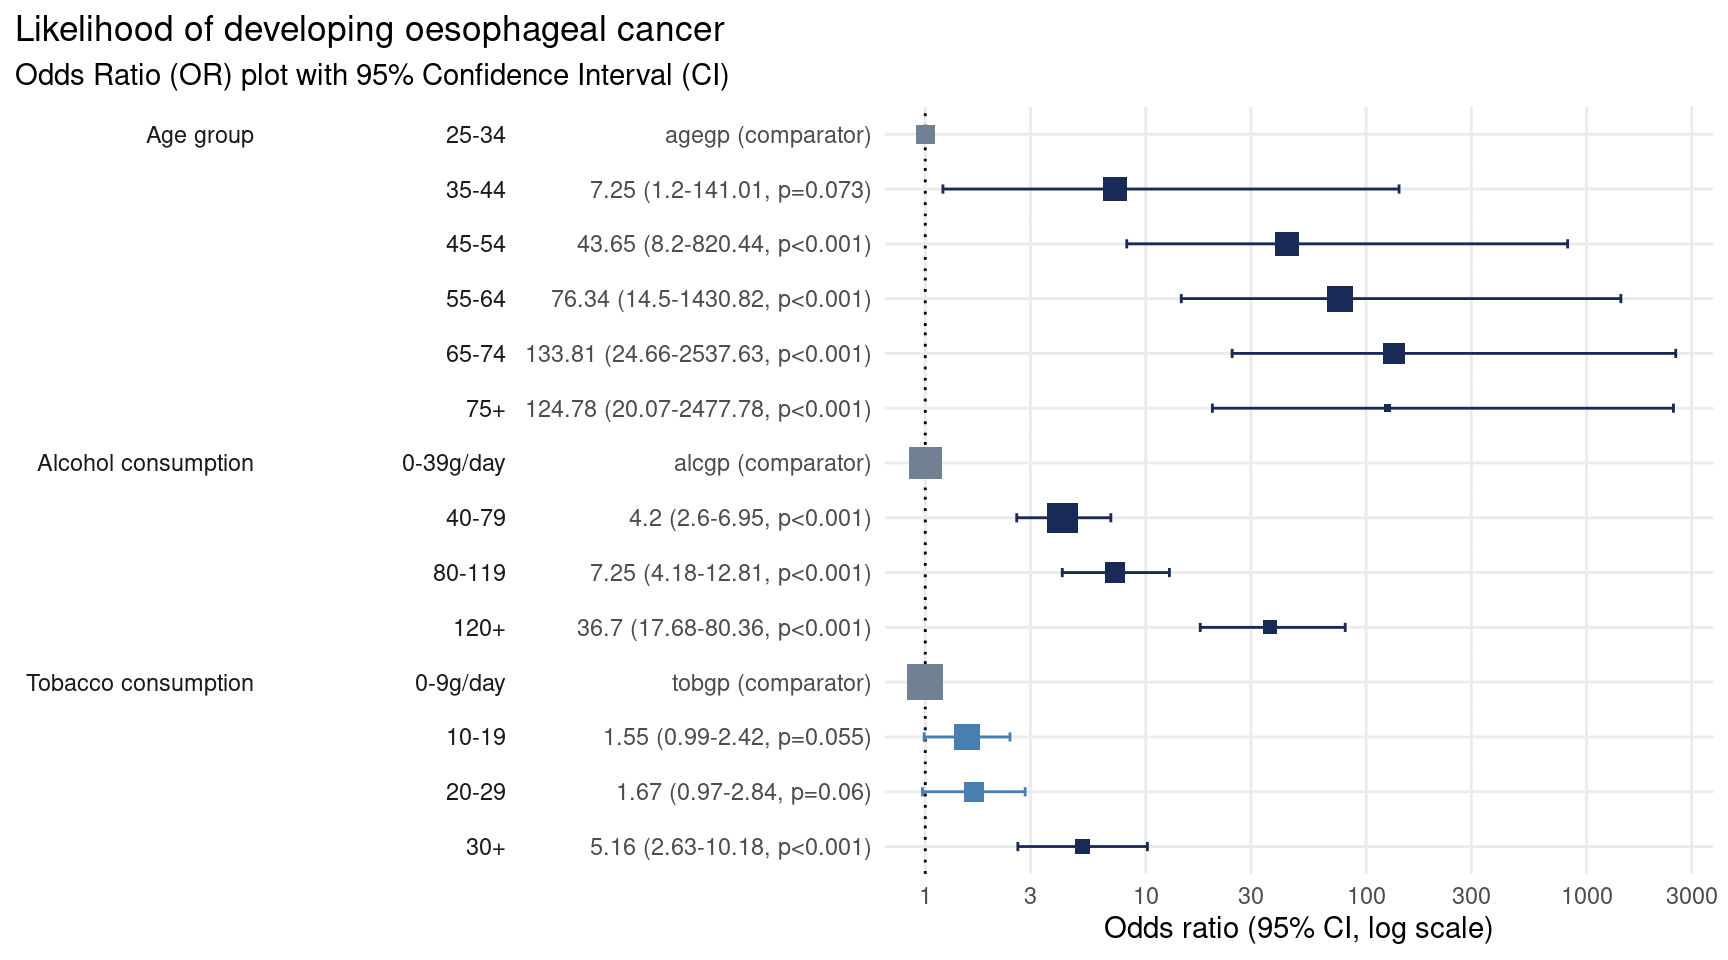 Likelihood of developing oesophageal cancer
Odds Ratio (OR) plot with 95% Confidence Interval (CI)
Age group 25-34 agegp (comparator)
35-44 7.25 (1.2-141.01, p=0.073)
45-54 43.65 (8.2-820.44, p<0.001)
55-64 76.34 (14.5-1430.82, p<0.001)
65-74 133.81 (24.66-2537.63, p<0.001)
75+ 124.78 (20.07-2477.78, p<0.001)
Alcohol consumption 0-39g/day alcgp (comparator)
40-79 4.2 (2.6-6.95, p<0.001)
80-119 7.25 (4.18-12.81, p<0.001)
120+ 36.7 (17.68-80.36, p<0.001)
Tobacco consumption 0-9g/day tobgp (comparator)
10-19 1.55 (0.99-2.42, p=0.055)
20-29 1.67 (0.97-2.84, p=0.06)
30+ 5.16 (2.63-10.18, p<0.001)
1 3 10 30 100 300 1000 3000
Odds ratio (95% CI, log scale)